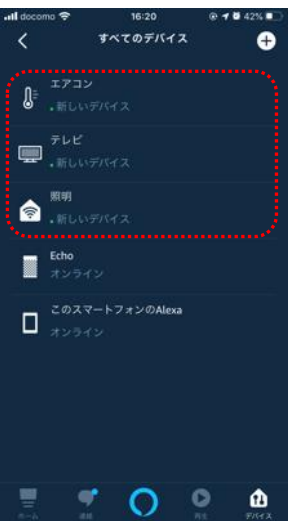 docomo 16:20 42%
すべてのデバイス
エアコン
新しいデバイス
テレビ
新しいデバイス
照明
新しいデバイス
Echo
オンライン
このスマートフォンのAlexa
オンライン
ホーム 連絡 再生 デバイス